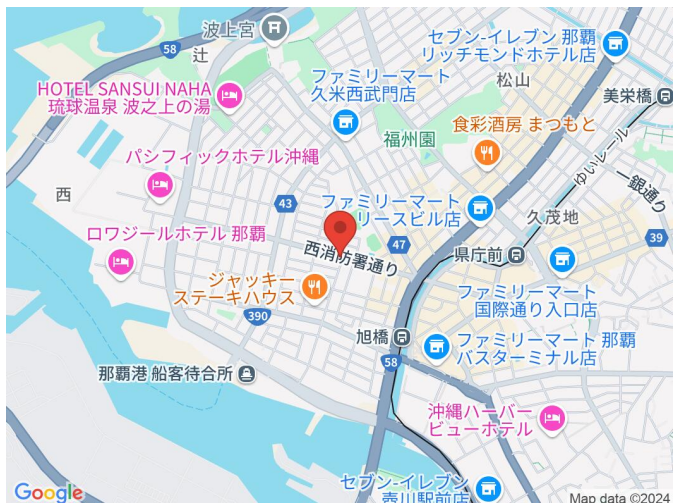 波上宮
58
辻
セブン-イレブン 那覇
リッチモンドホテル店
HOTEL SANSUI NAHA
琉球温泉 波之上の湯
ファミリーマート
久米西武門店
松山
美栄橋
福州園
食彩酒房 まつもと
パシフィックホテル沖縄
西
43
ファミリーマート
リースビル店
ゆいレール
一銀通り
久茂地
ロワジールホテル 那覇
47
39
西消防署通り
県庁前
ジャッキー
ステーキハウス
ファミリーマート
国際通り入口店
390
旭橋
58
ファミリーマート 那覇
バスターミナル店
那覇港 船客待合所
沖縄ハーバー
ビューホテル
セブン-イレブン
壺川駅前店
Google
Map data ©2024